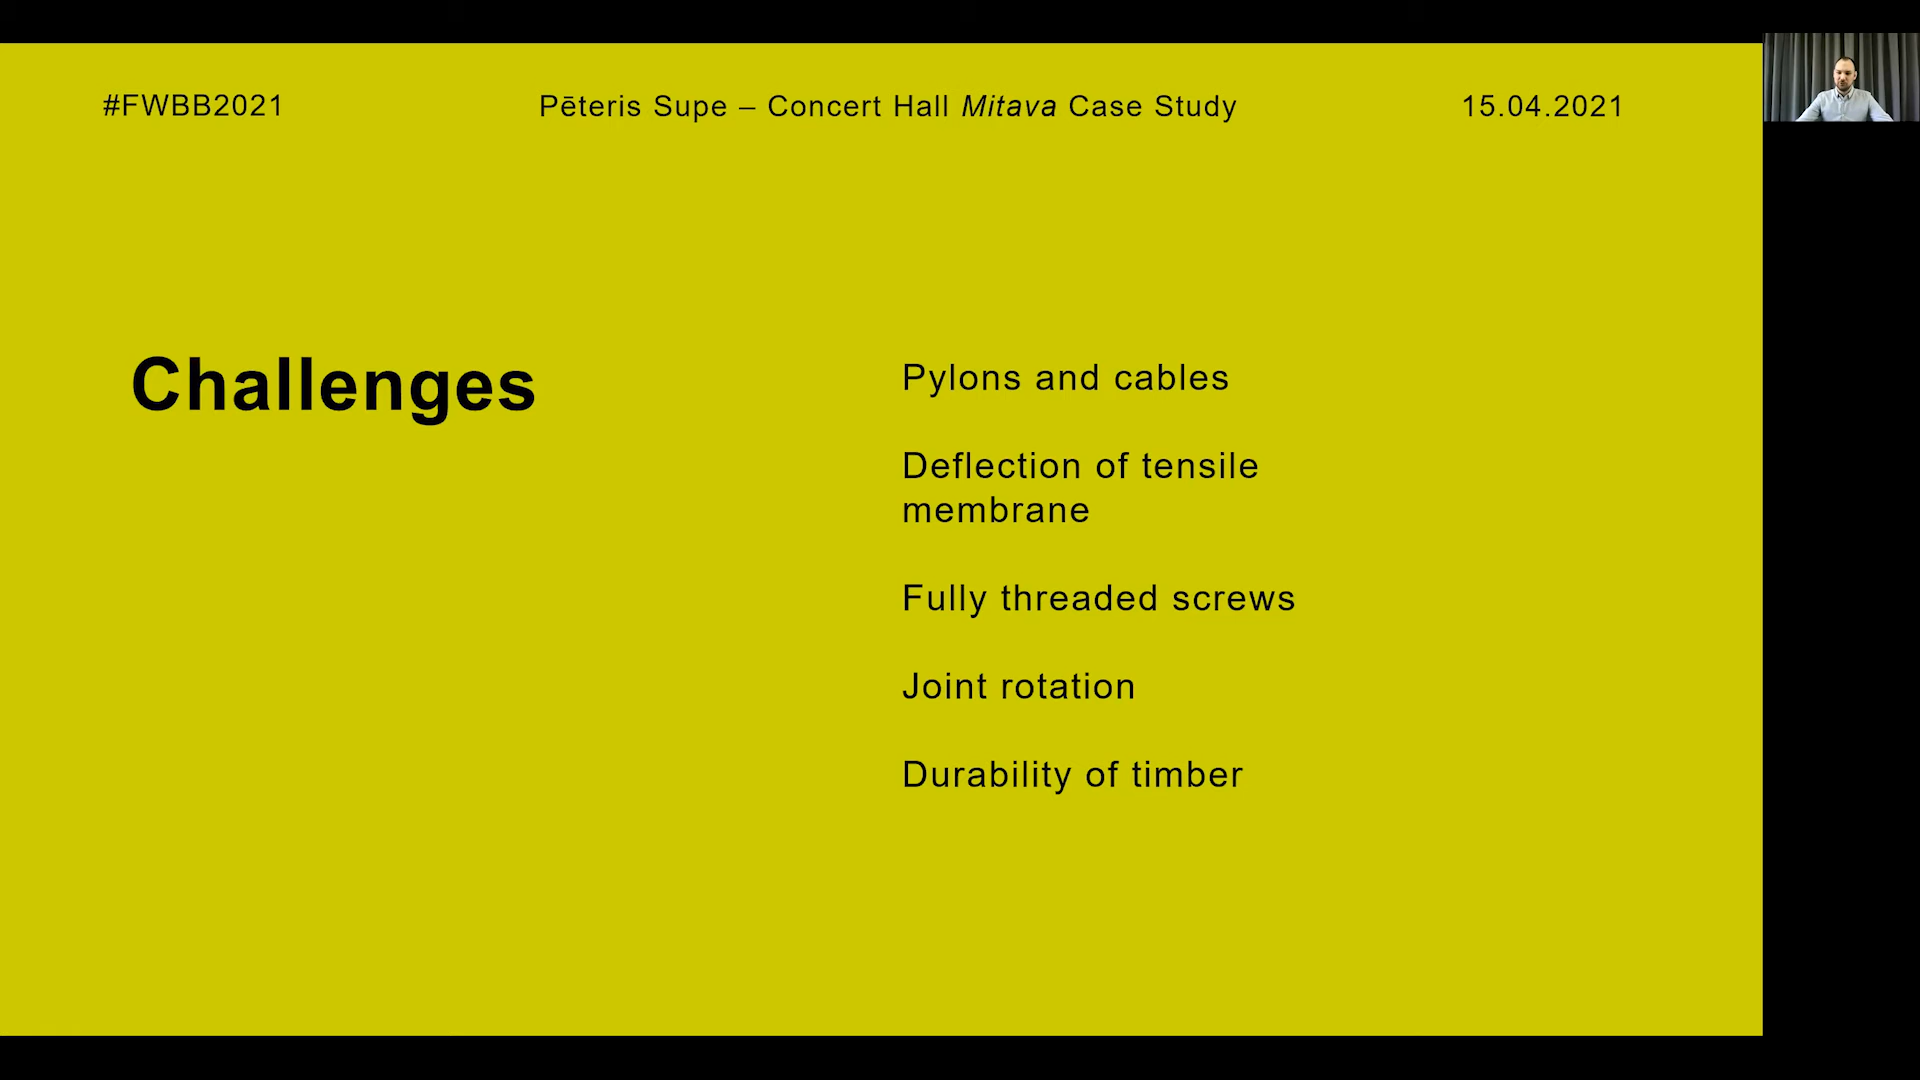 #FWBB2021
Pēteris Supe – Concert Hall Mitava Case Study
15.04.2021
Challenges
Pylons and cables
Deflection of tensile
membrane
Fully threaded screws
Joint rotation
Durability of timber